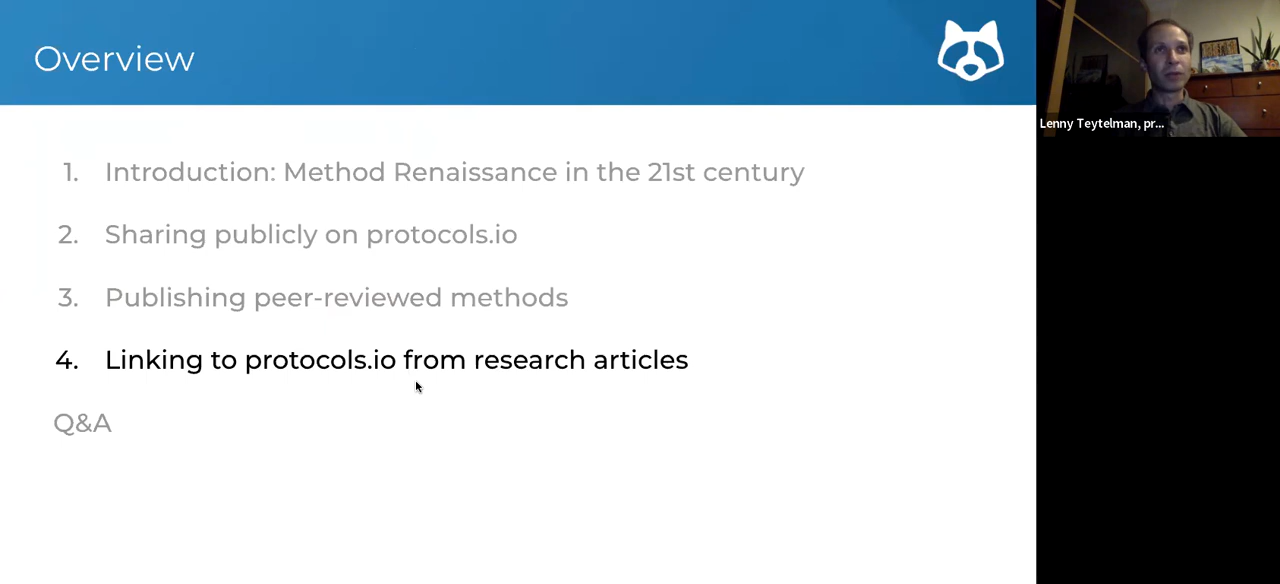 Overview
1. Introduction: Method Renaissance in the 21st century
2. Sharing publicly on protocols.io
3. Publishing peer-reviewed methods
4. Linking to protocols.io from research articles
Q&A
Lenny Teytelman, pr...